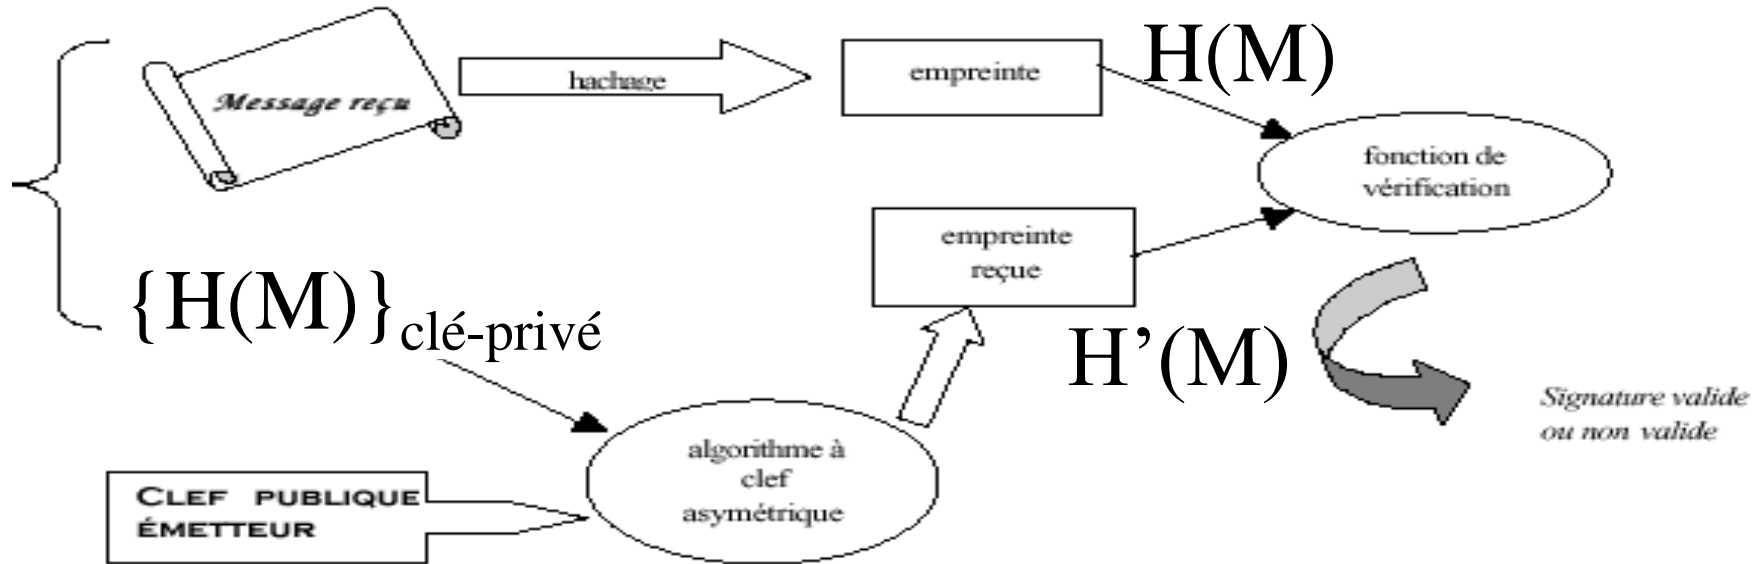 Message reçu
hachage
empreinte
H(M)
fonction de
vérification
empreinte
reçue
{H(M)}clé-privé
H’(M)
Signature valide
ou non valide
algorithme à
clef
asymétrique
CLEF PUBLIQUE
ÉMETTEUR